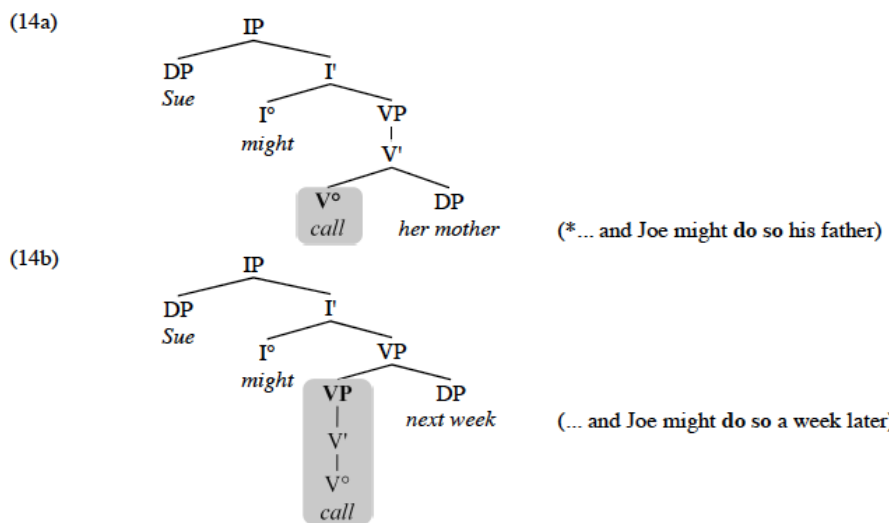 (14a)
IP
DP I'
Sue
I° VP
might
V'
V° DP
call her mother (*... and Joe might do so his father)
(14b)
IP
DP I'
Sue
I° VP
might
VP DP
next week (... and Joe might do so a week later)
V'
V°
call